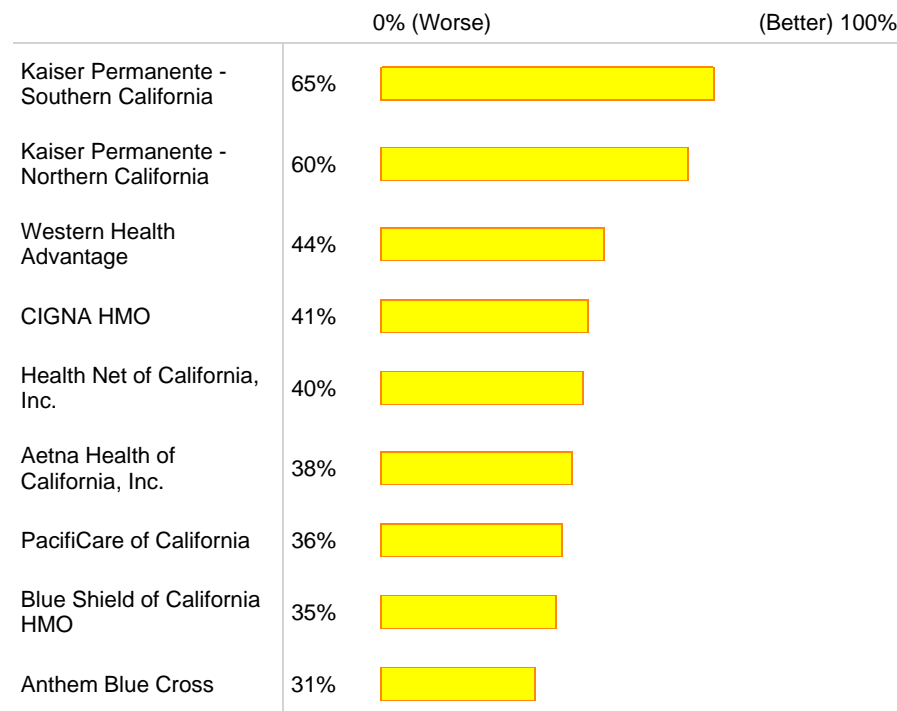 0% (Worse) (Better) 100%
Kaiser Permanente -
Southern California
65%
Kaiser Permanente -
Northern California
60%
Western Health
Advantage
44%
CIGNA HMO 41%
Health Net of California,
Inc.
40%
Aetna Health of
California, Inc.
38%
PacifiCare of California 36%
Blue Shield of California
HMO
35%
Anthem Blue Cross 31%